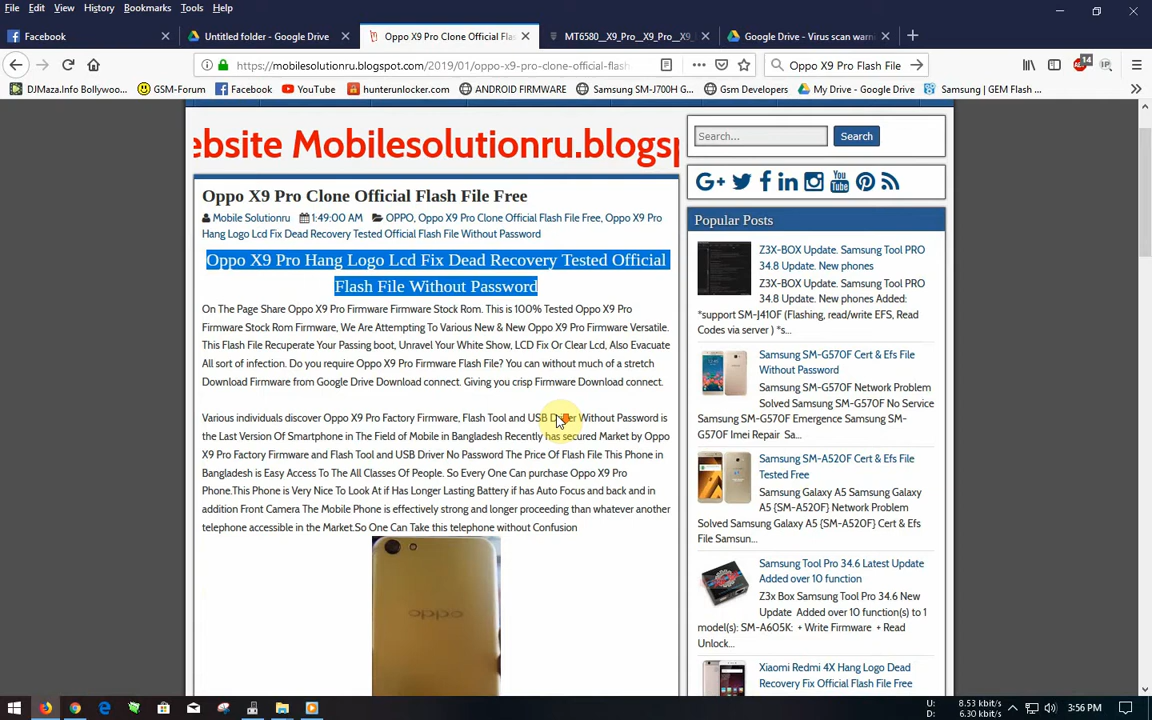 File Edit View History Bookmarks Tools Help
Facebook Untitled folder - Google Drive Oppo X9 Pro Clone Official Fla MT6580__X9_Pro__X9_Pro__X9_ Google Drive - Virus scan warn
https://mobilesolutionru.blogspot.com/2019/01/oppo-x9-pro-clone-official-flash Oppo X9 Pro Flash File 14
DJMaza.Info Bollywoo... GSM-Forum Facebook YouTube hunterunlocker.com ANDROID FIRMWARE Samsung SM-J700H G... Gsm Developers My Drive - Google Drive Samsung | GEM Flash ...
ebsite Mobilesolutionru.blogsp
Search... Search
Oppo X9 Pro Clone Official Flash File Free
Mobile Solutionru 1:49:00 AM OPPO, Oppo X9 Pro Clone Official Flash File Free, Oppo X9 Pro
Hang Logo Lcd Fix Dead Recovery Tested Official Flash File Without Password
Oppo X9 Pro Hang Logo Lcd Fix Dead Recovery Tested Official
Flash File Without Password
On The Page Share Oppo X9 Pro Firmware Firmware Stock Rom. This is 100% Tested Oppo X9 Pro
Firmware Stock Rom Firmware, We Are Attempting To Various New & New Oppo X9 Pro Firmware Versatile.
This Flash File Recuperate Your Passing boot, Unravel Your White Show, LCD Fix Or Clear Lcd, Also Evacuate
All sort of infection. Do you require Oppo X9 Pro Firmware Flash File? You can without much of a stretch
Download Firmware from Google Drive Download connect. Giving you crisp Firmware Download connect.
Various individuals discover Oppo X9 Pro Factory Firmware, Flash Tool and USB Driver Without Password is
the Last Version Of Smartphone in The Field of Mobile in Bangladesh Recently has secured Market by Oppo
X9 Pro Factory Firmware and Flash Tool and USB Driver No Password The Price Of Flash File This Phone in
Bangladesh is Easy Access To The All Classes Of People. So Every One Can purchase Oppo X9 Pro
Phone.This Phone is Very Nice To Look At if Has Longer Lasting Battery if has Auto Focus and back and in
addition Front Camera The Mobile Phone is effectively strong and longer proceeding than whatever another
telephone accessible in the Market.So One Can Take this telephone without Confusion
oppo
Popular Posts
Z3X-BOX Update. Samsung Tool PRO
34.8 Update. New phones
Z3X-BOX Update. Samsung Tool PRO
34.8 Update. New phones Added:
*support SM-J410F (Flashing, read/write EFS, Read
Codes via server ) *s...
Samsung SM-G570F Cert & Efs File
Without Password
Samsung SM-G570F Network Problem
Solved Samsung SM-G570F No Service
Samsung SM-G570F Emergence Samsung SM-
G570F Imei Repair Sa...
Samsung SM-A520F Cert & Efs File
Tested Free
Samsung Galaxy A5 Samsung Galaxy
A5 {SM-A520F} Network Problem
Solved Samsung Galaxy A5 {SM-A520F} Cert & Efs
File Samsun...
Samsung Tool Pro 34.6 Latest Update
Added over 10 function
Z3x Box Samsung Tool Pro 34.6 New
Update Added over 10 function(s) to 1
model(s): SM-A605K: + Write Firmware + Read
Unlock...
Xiaomi Redmi 4X Hang Logo Dead
Recovery Fix Official Flash File Free
U: 8.53 kbit/s
D: 6.30 kbit/s
3:56 PM